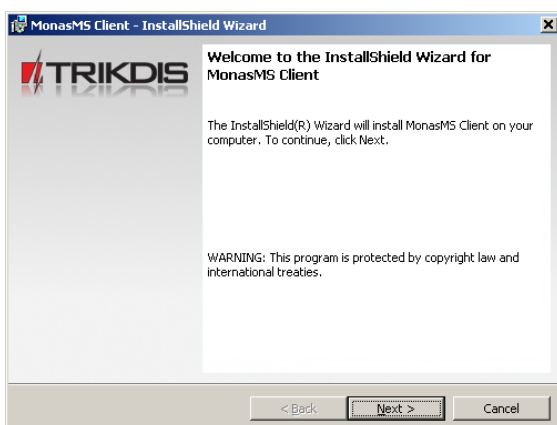 MonasMS Client - InstallShield Wizard
TRIKDIS
Welcome to the InstallShield Wizard for
MonasMS Client
The InstallShield(R) Wizard will install MonasMS Client on your
computer. To continue, click Next.
WARNING: This program is protected by copyright law and
international treaties.
< Back
Next >
Cancel